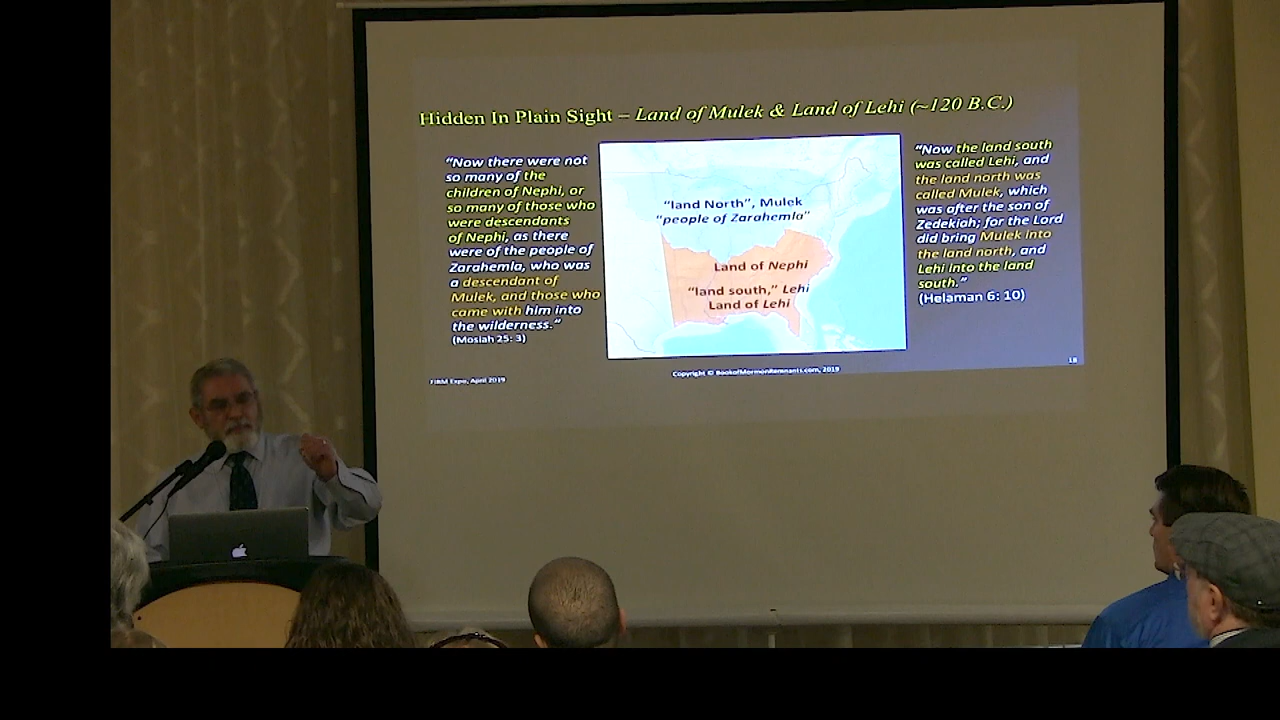 Hidden In Plain Sight – Land of Mulek & Land of Lehi (~120 B.C.)
"Now there were not
so many of the
children of Nephi, or
so many of those who
were descendants
of Nephi, as there
were of the people of
Zarahemla, who was
a descendant of
Mulek, and those who
came with him into
the wilderness."
(Mosiah 25: 3)
"land North", Mulek
"people of Zarahemla"
Land of Nephi
"land south," Lehi
Land of Lehi
"Now the land south
was called Lehi, and
the land north was
called Mulek, which
was after the son of
Zedekiah; for the Lord
did bring Mulek into
the land north, and
Lehi into the land
south."
(Helaman 6: 10)
FIRM Expo, April 2019
Copyright © BookofMormonRemnants.com, 2019
18